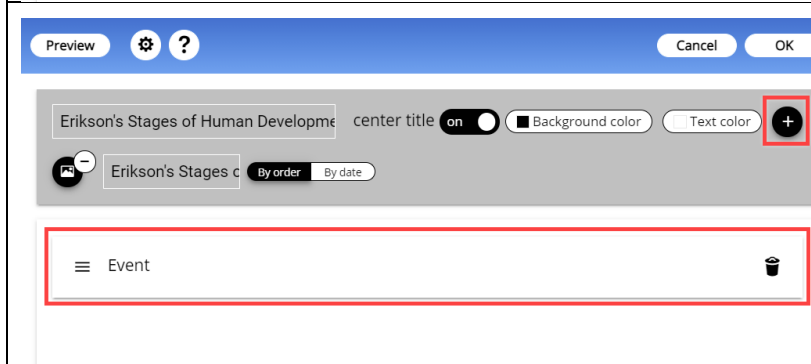 Preview ? Cancel OK
Erikson's Stages of Human Developme center title on Background color Text color +
Erikson's Stages o By order By date
Event